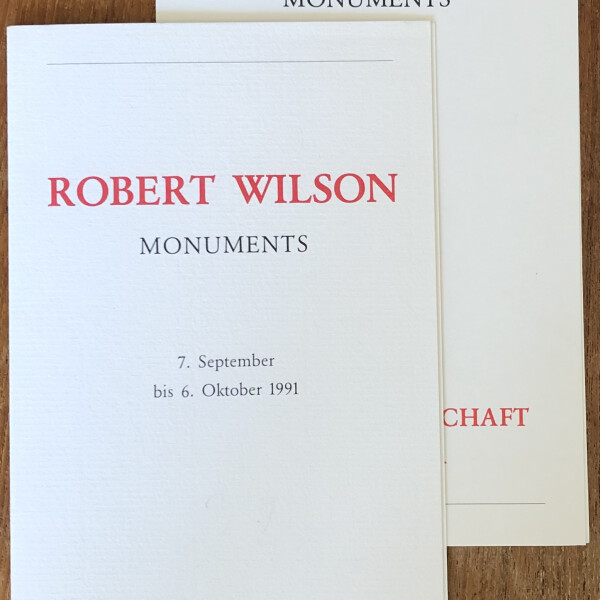 MONUMENTS
ROBERT WILSON
MONUMENTS
7. September
bis 6. Oktober 1991
CHAFT